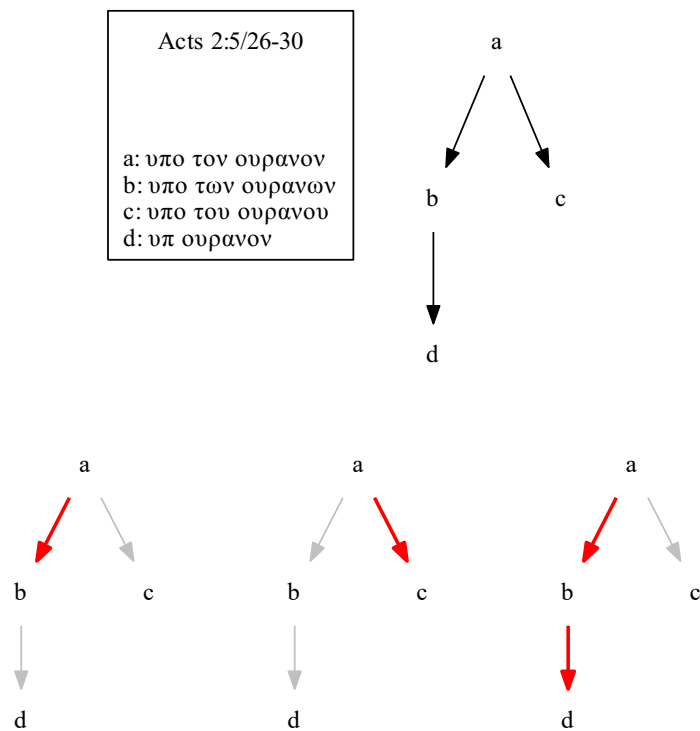 Acts 2:5/26-30
a: υπο τον ουρανον
b: υπο των ουρανων
c: υπο του ουρανου
d: υπ ουρανον
a
b c
d
a a a
b c b c b c
d d d